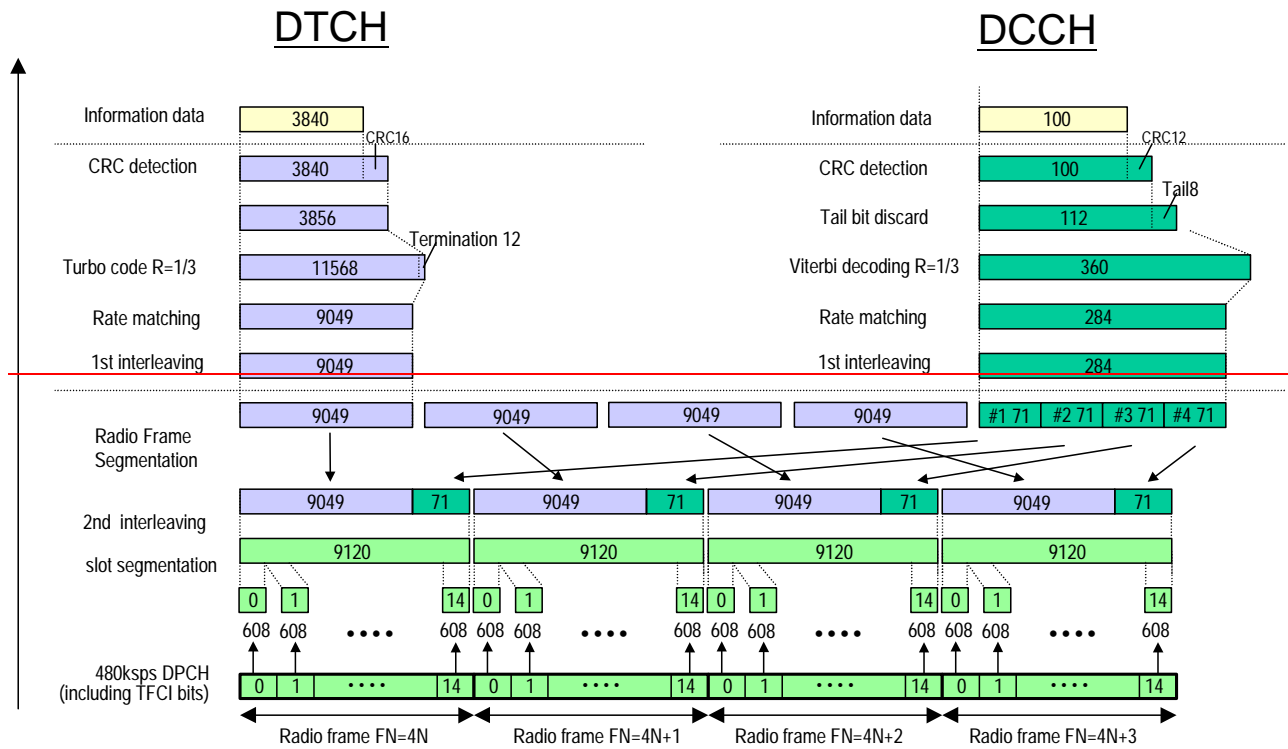 DTCH
DCCH
Information data
3840
Information data
100
CRC16
CRC12
CRC detection
3840
CRC detection
100
Tail8
3856
Tail bit discard
112
Termination 12
Turbo code R=1/3
11568
Viterbi decoding R=1/3
360
Rate matching
9049
Rate matching
284
1st interleaving
9049
1st interleaving
284
9049
9049
9049
9049
#1 71
#2 71
#3 71
#4 71
Radio Frame
Segmentation
9049
71
9049
71
9049
71
9049
71
2nd interleaving
9120
9120
9120
9120
slot segmentation
0
1
14
0
1
14
0
1
14
0
1
14
608
608
••••
608
608
608
••••
608
608
608
••••
608
608
608
••••
608
480ksps DPCH
(including TFCI bits)
0
1
••••
14
0
1
••••
14
0
1
••••
14
0
1
••••
14
Radio frame FN=4N
Radio frame FN=4N+1
Radio frame FN=4N+2
Radio frame FN=4N+3